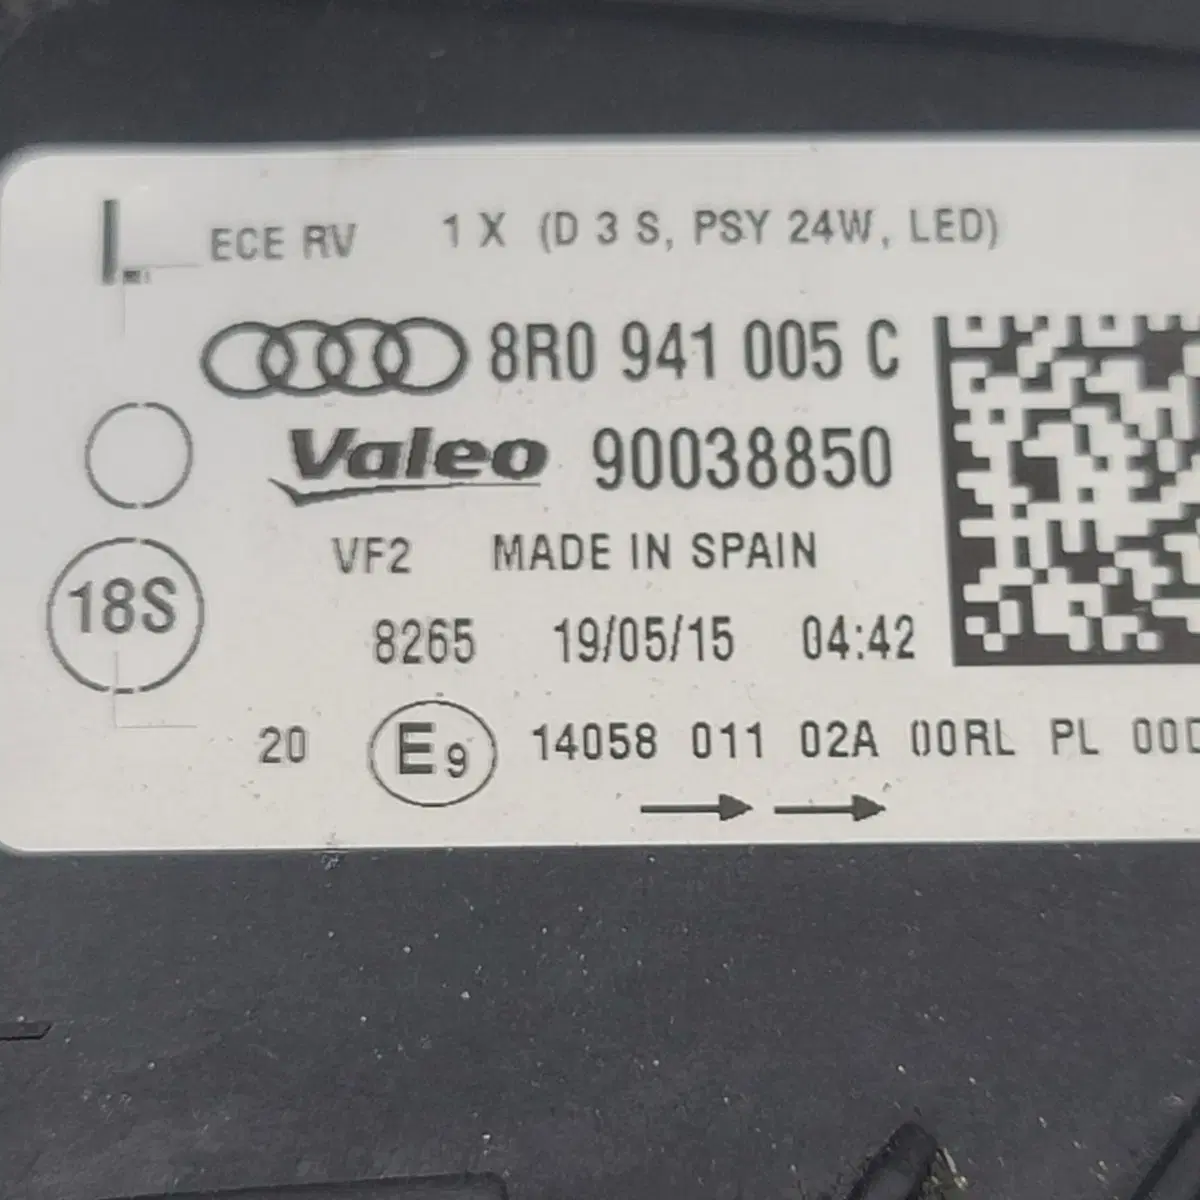 L ECE RV 1 X (D 3 S, PSY 24W, LED)
8R0 941 005 C
Valeo 90038850
VF2 MADE IN SPAIN
18S
8265 19/05/15 04:42
20 E9 14058 011 02A 00RL PL 00D